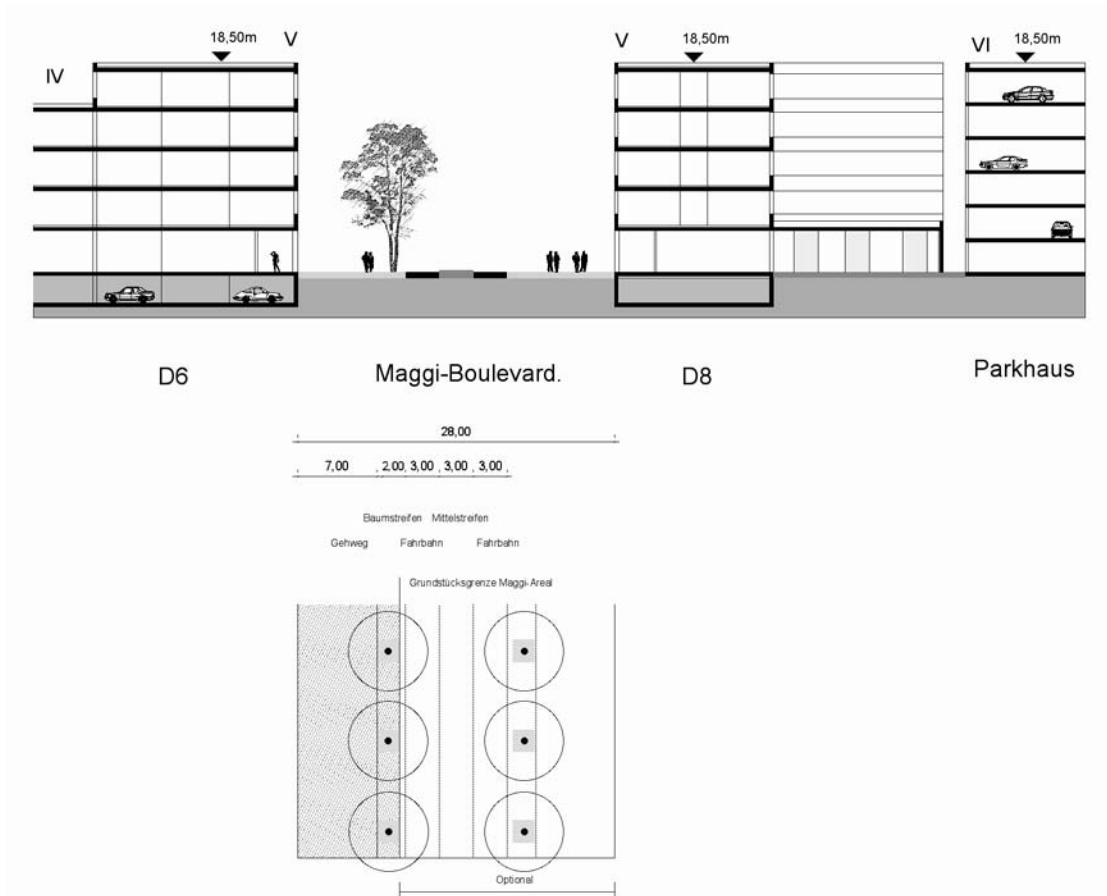 18,50m V V 18,50m VI 18,50m
IV
D6 Maggi-Boulevard. D8 Parkhaus
28,00
7,00 2,00 3,00 3,00 3,00
Baumstreifen Mittelstreifen
Gehweg Fahrbahn Fahrbahn
Grundstücksgrenze Maggi-Areal
Optional